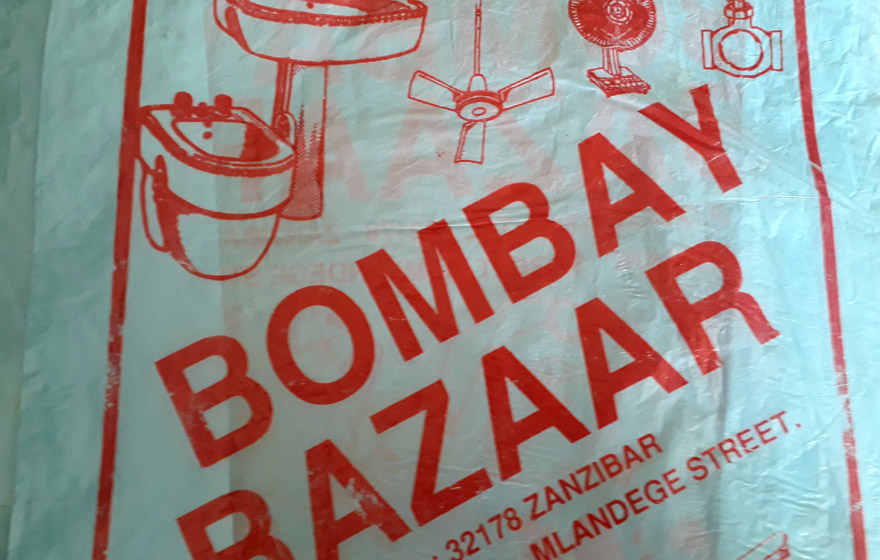 BOMBAY
BAZAAR
: 32178 ZANZIBAR
MLANDEGE STREET.